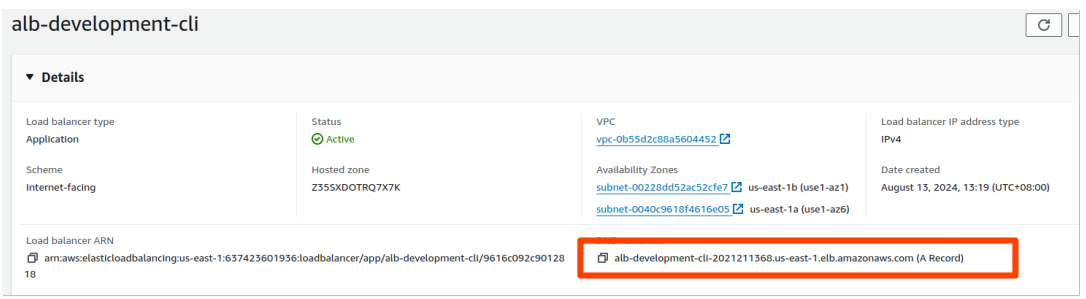 alb-development-cli
Details
Load balancer type
Application
Status
Active
VPC
vpc-0b55d2c88a5604452
Load balancer IP address type
IPv4
Scheme
Internet-facing
Hosted zone
Z35SXDOTRQ7X7K
Availability Zones
subnet-00228dd52ac52cfe7 us-east-1b (use1-az1)
subnet-0040c9618f4616e05 us-east-1a (use1-az6)
Date created
August 13, 2024, 13:19 (UTC+08:00)
Load balancer ARN
arn:aws:elasticloadbalancing:us-east-1:637423601936:loadbalancer/app/alb-development-cli/9616c092c90128
18
alb-development-cli-2021211368.us-east-1.elb.amazonaws.com (A Record)